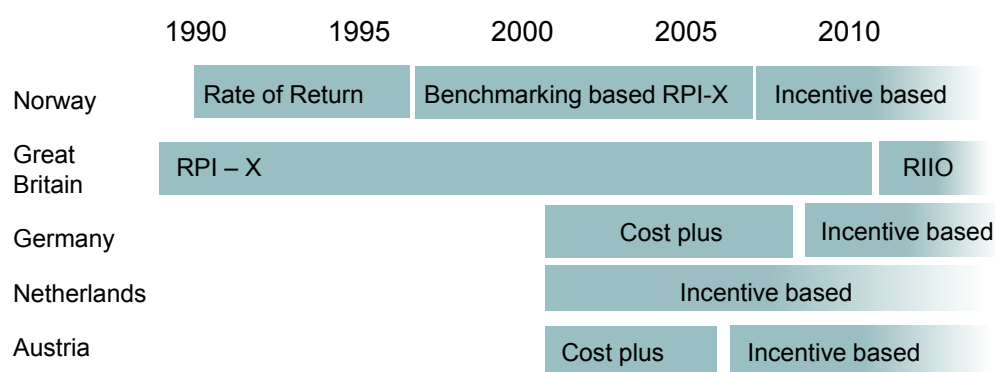 1990 1995 2000 2005 2010
Norway Rate of Return Benchmarking based RPI-X Incentive based
Great
Britain RPI – X RIIO
Germany Cost plus Incentive based
Netherlands Incentive based
Austria Cost plus Incentive based